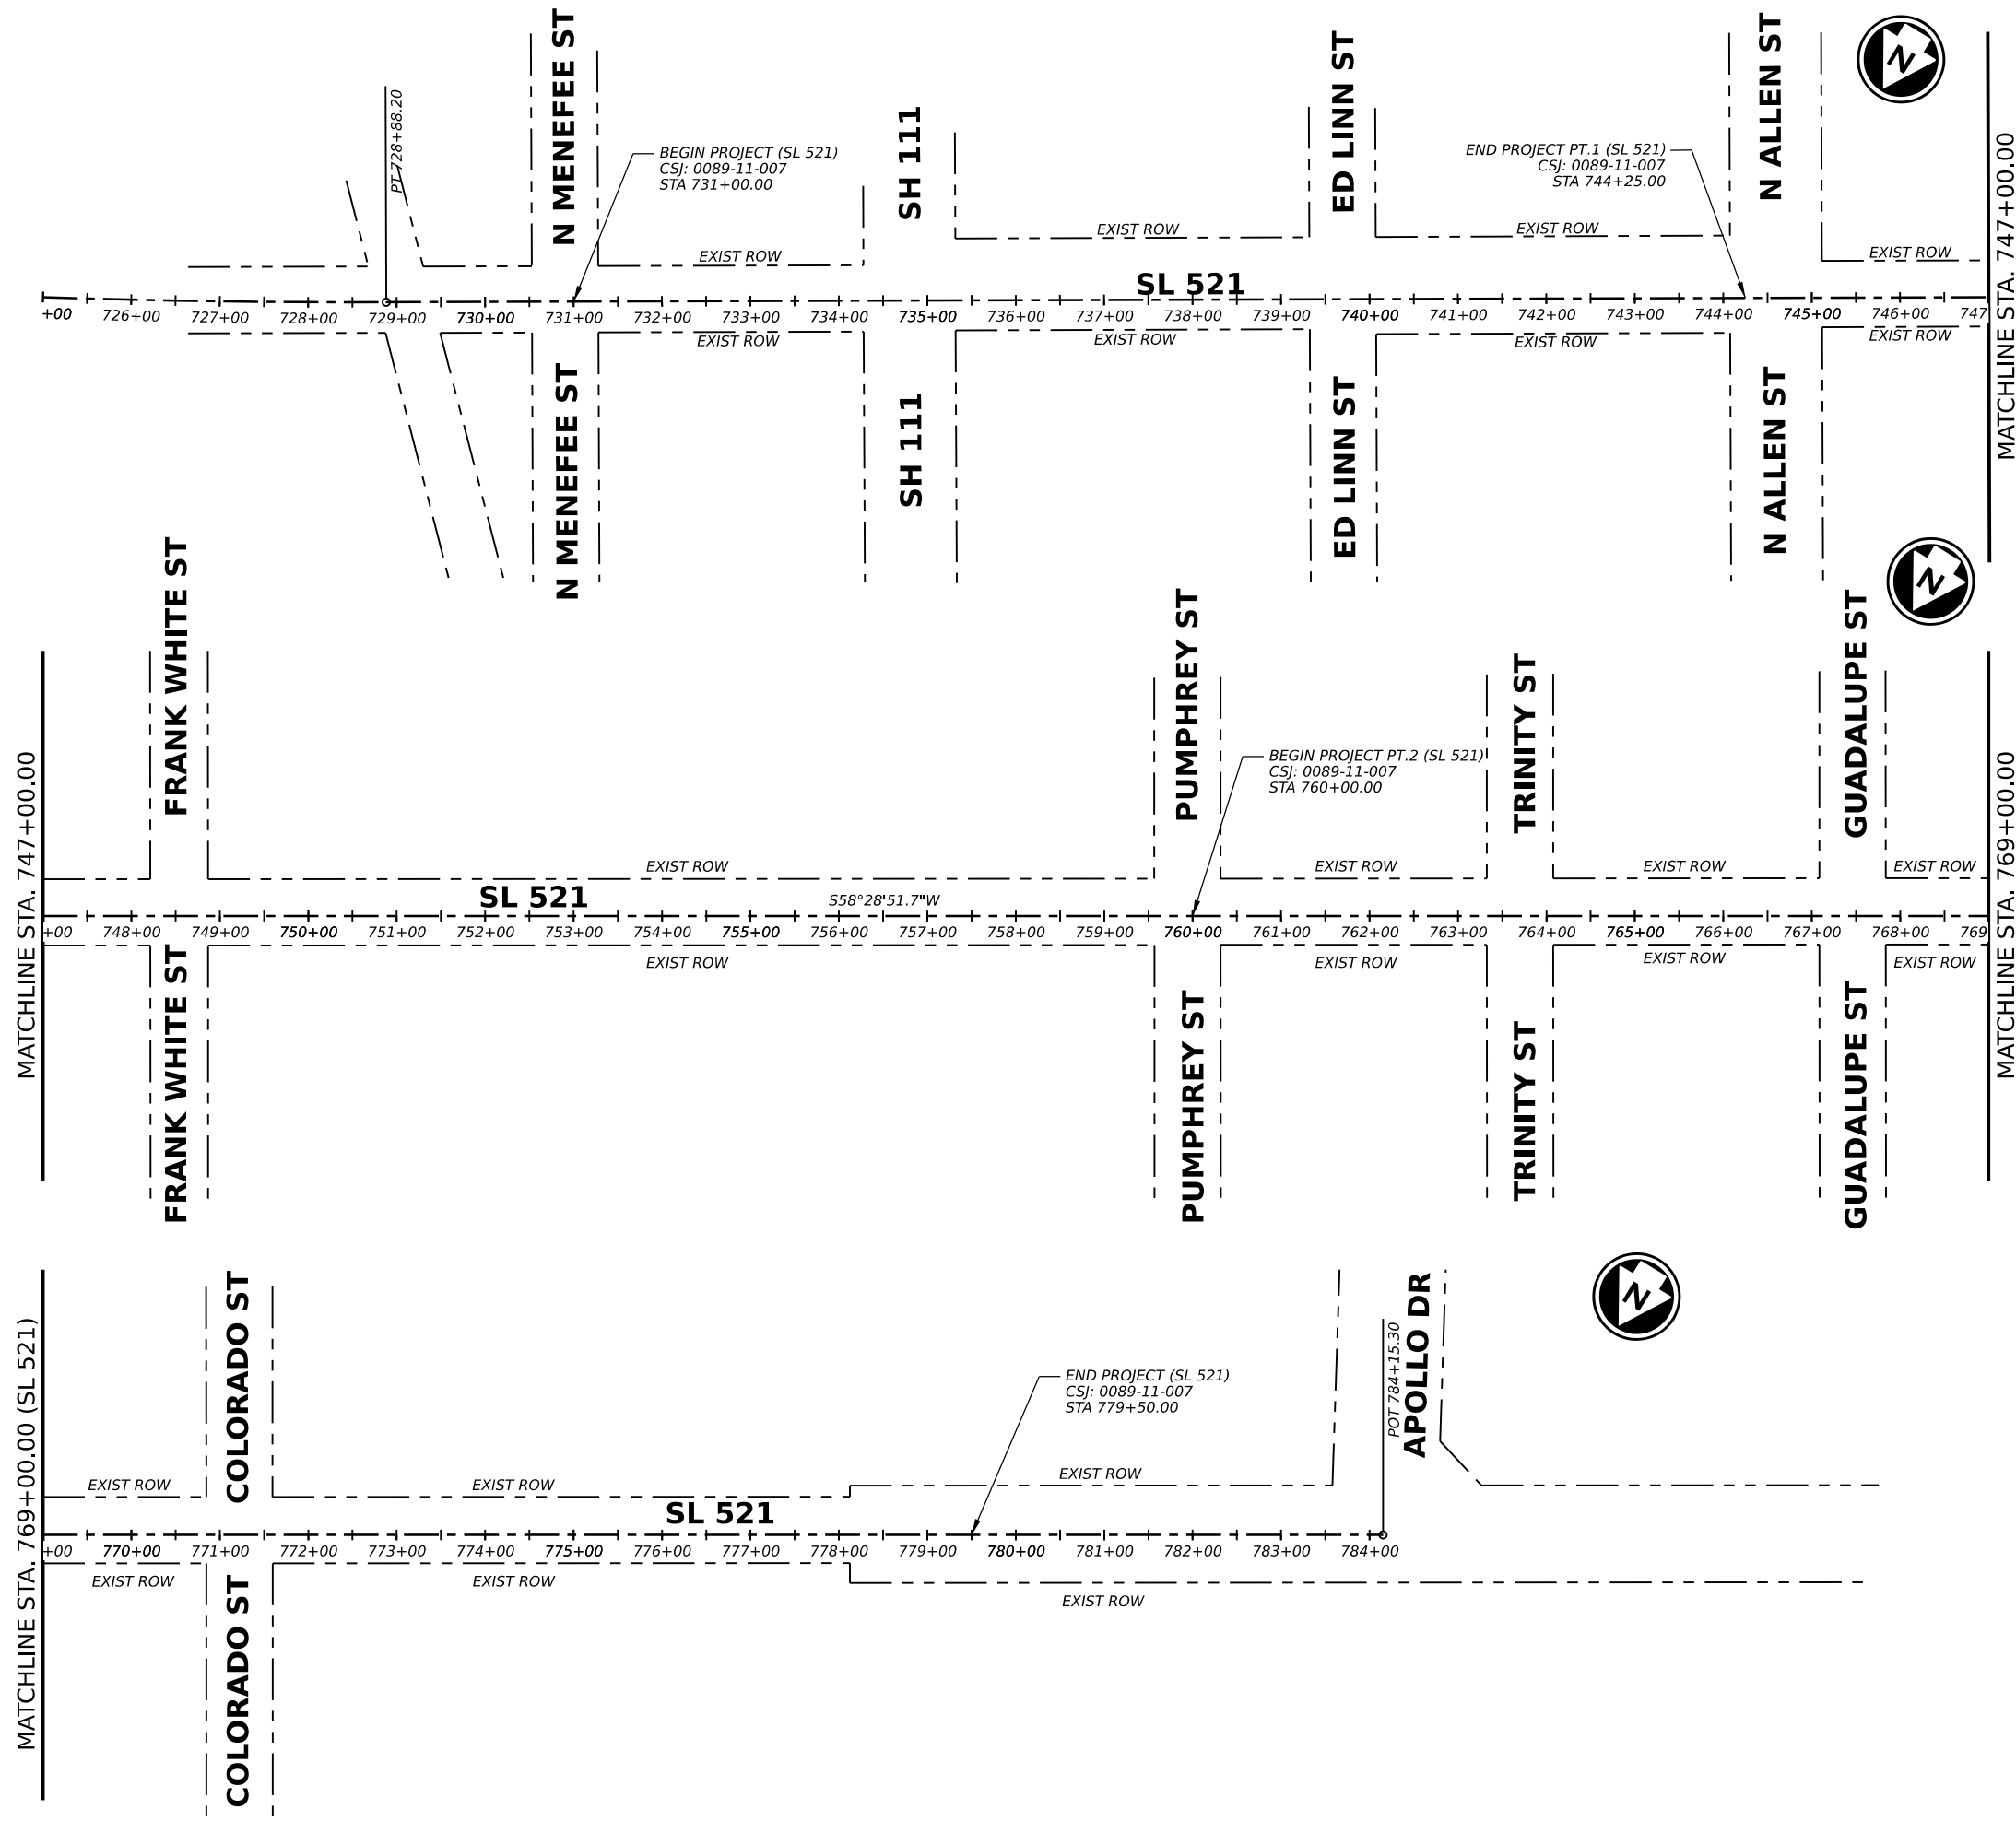 N MENEFEE ST
SH 111
ED LINN ST
N ALLEN ST
N
PT 728+88.20
BEGIN PROJECT (SL 521)
CSJ: 0089-11-007
STA 731+00.00
END PROJECT PT.1 (SL 521)
CSJ: 0089-11-007
STA 744+25.00
EXIST ROW
EXIST ROW
EXIST ROW
EXIST ROW
SL 521
+00 726+00 727+00 728+00 729+00 730+00 731+00 732+00 733+00 734+00 735+00 736+00 737+00 738+00 739+00 740+00 741+00 742+00 743+00 744+00 745+00 746+00 747
EXIST ROW
EXIST ROW
EXIST ROW
EXIST ROW
MATCHLINE STA. 747+00.00
N MENEFEE ST
SH 111
ED LINN ST
N ALLEN ST
N
MATCHLINE STA. 747+00.00
FRANK WHITE ST
PUMPHREY ST
TRINITY ST
GUADALUPE ST
BEGIN PROJECT PT.2 (SL 521)
CSJ: 0089-11-007
STA 760+00.00
EXIST ROW
EXIST ROW
EXIST ROW
EXIST ROW
SL 521
S58°28'51.7"W
+00 748+00 749+00 750+00 751+00 752+00 753+00 754+00 755+00 756+00 757+00 758+00 759+00 760+00 761+00 762+00 763+00 764+00 765+00 766+00 767+00 768+00 769
EXIST ROW
EXIST ROW
EXIST ROW
EXIST ROW
MATCHLINE STA. 769+00.00
FRANK WHITE ST
PUMPHREY ST
TRINITY ST
GUADALUPE ST
MATCHLINE STA. 769+00.00 (SL 521)
COLORADO ST
APOLLO DR
N
POT 784+15.30
END PROJECT (SL 521)
CSJ: 0089-11-007
STA 779+50.00
EXIST ROW
EXIST ROW
EXIST ROW
SL 521
+00 770+00 771+00 772+00 773+00 774+00 775+00 776+00 777+00 778+00 779+00 780+00 781+00 782+00 783+00 784+00
EXIST ROW
EXIST ROW
EXIST ROW
COLORADO ST